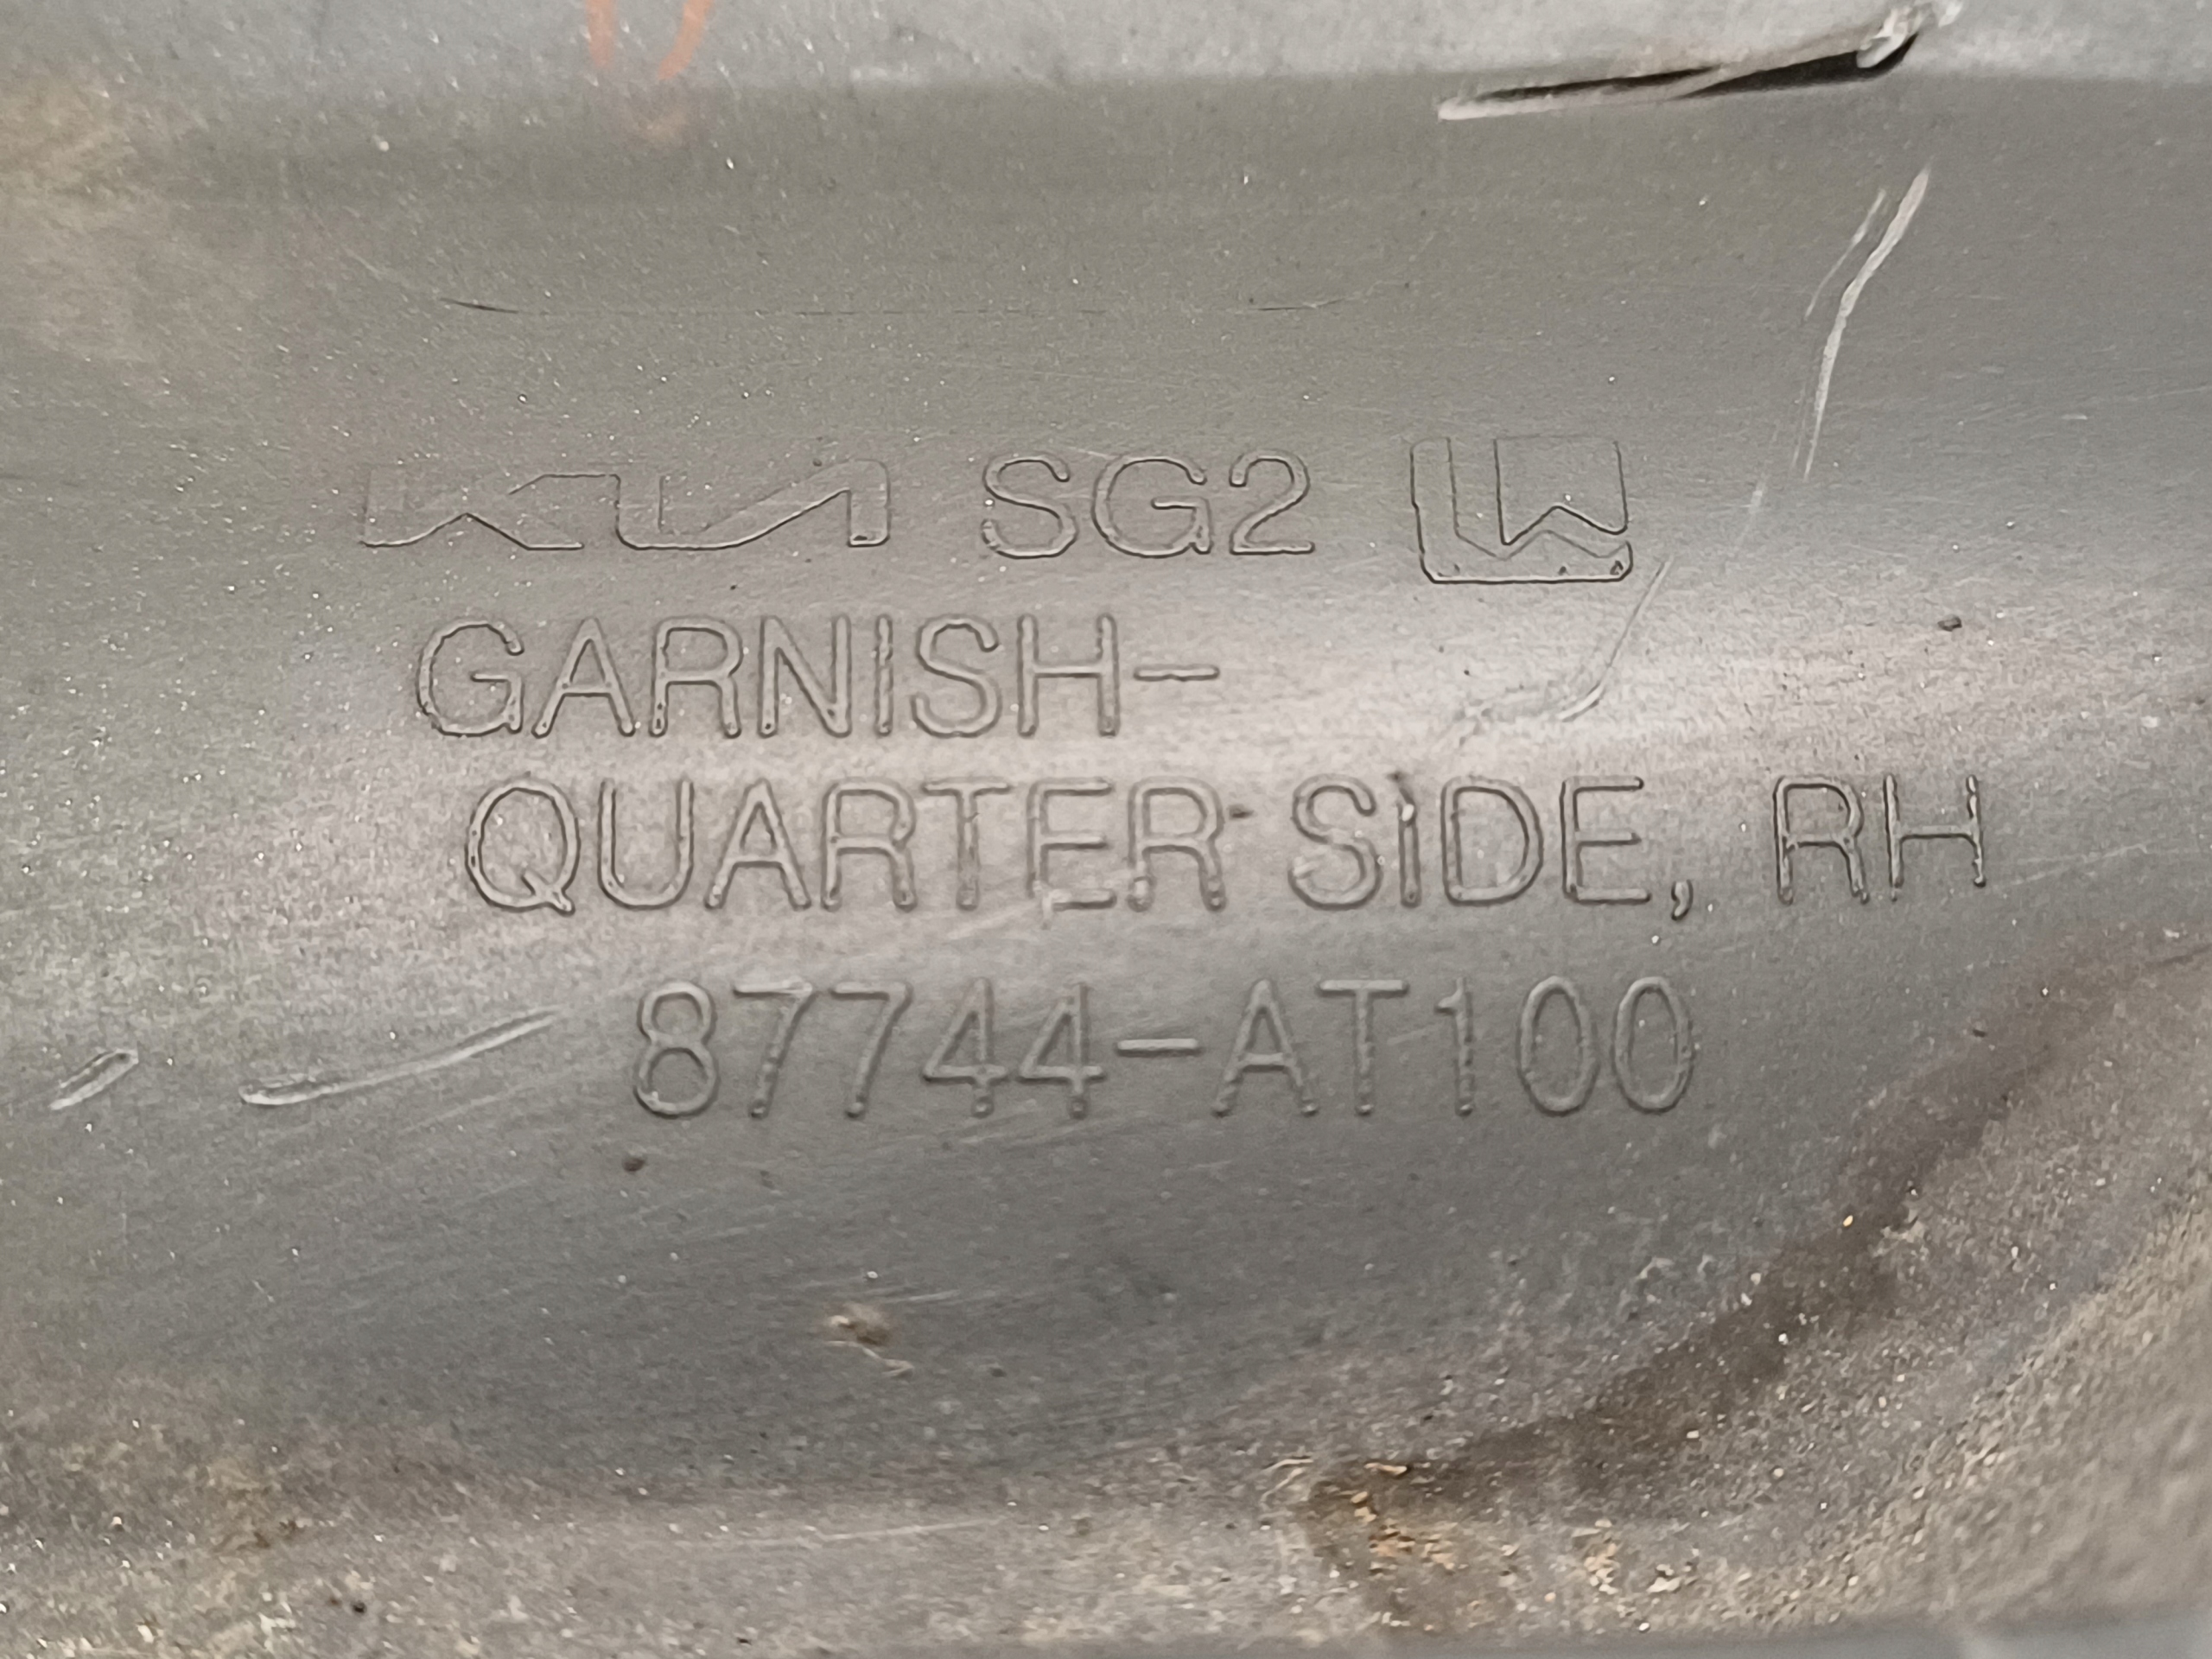 KIA SG2
GARNISH-
QUARTER SIDE, RH
87744-AT100